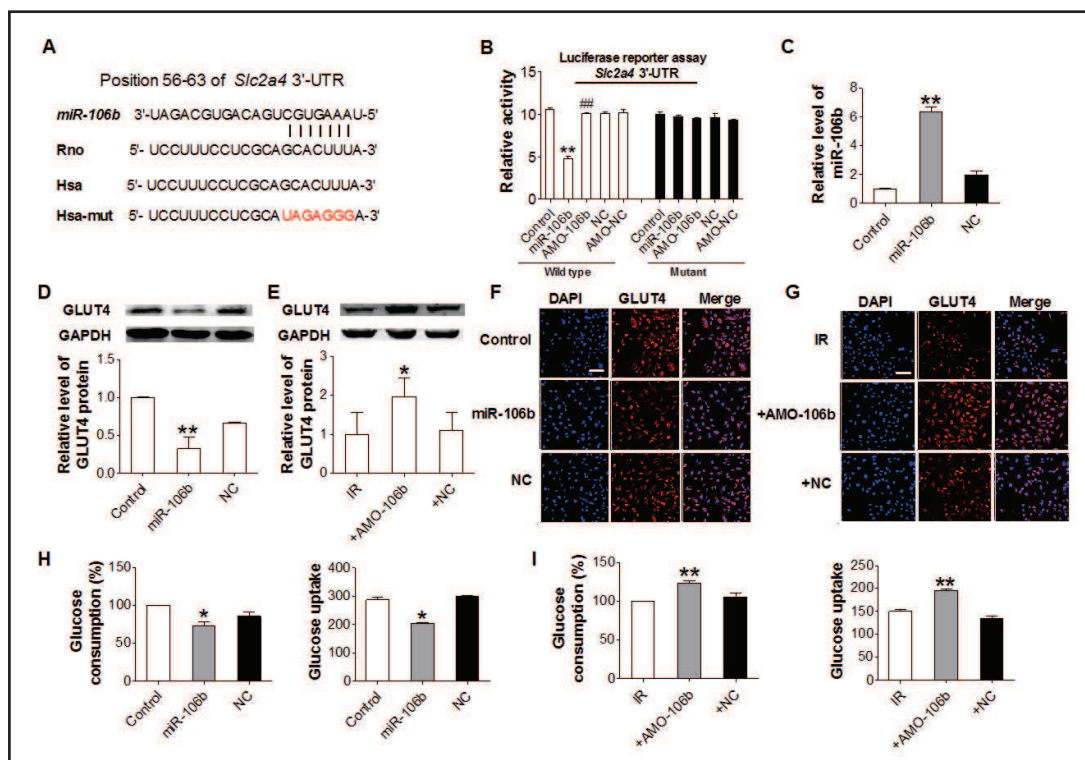 A
Position 56-63 of Slc2a4 3'-UTR
miR-106b 3'-UAGACGUGACAGUCGUGAAAU-5'
Rno 5'- UCCUUUCCUCGCAGCACUUUA-3'
Hsa 5'- UCCUUUCCUCGCAGCACUUUA-3'
Hsa-mut 5'- UCCUUUCCUCGCA UAGAGGGA-3'
B
Luciferase reporter assay
Slc2a4 3'-UTR
Relative activity
15
10
5
0
**
##
Control
miR-106b
AMO-106b
NC
AMO-NC
Control
miR-106b
AMO-106b
NC
AMO-NC
Wild type
Mutant
C
Relative level of
miR-106b
8
6
4
2
0
**
Control
miR-106b
NC
D
GLUT4
GAPDH
Relative level of
GLUT4 protein
1.5
1.0
0.5
0.0
**
Control
miR-106b
NC
E
GLUT4
GAPDH
Relative level of
GLUT4 protein
3
2
1
0
*
IR
+AMO-106b
+NC
F
DAPI GLUT4 Merge
Control
miR-106b
NC
G
DAPI GLUT4 Merge
IR
+AMO-106b
+NC
H
Glucose
consumption (%)
150
100
50
0
*
Control
miR-106b
NC
Glucose uptake
400
300
200
100
0
*
Control
miR-106b
NC
I
Glucose
consumption (%)
150
100
50
0
**
IR
+AMO-106b
+NC
Glucose uptake
250
200
150
100
50
0
**
IR
+AMO-106b
+NC